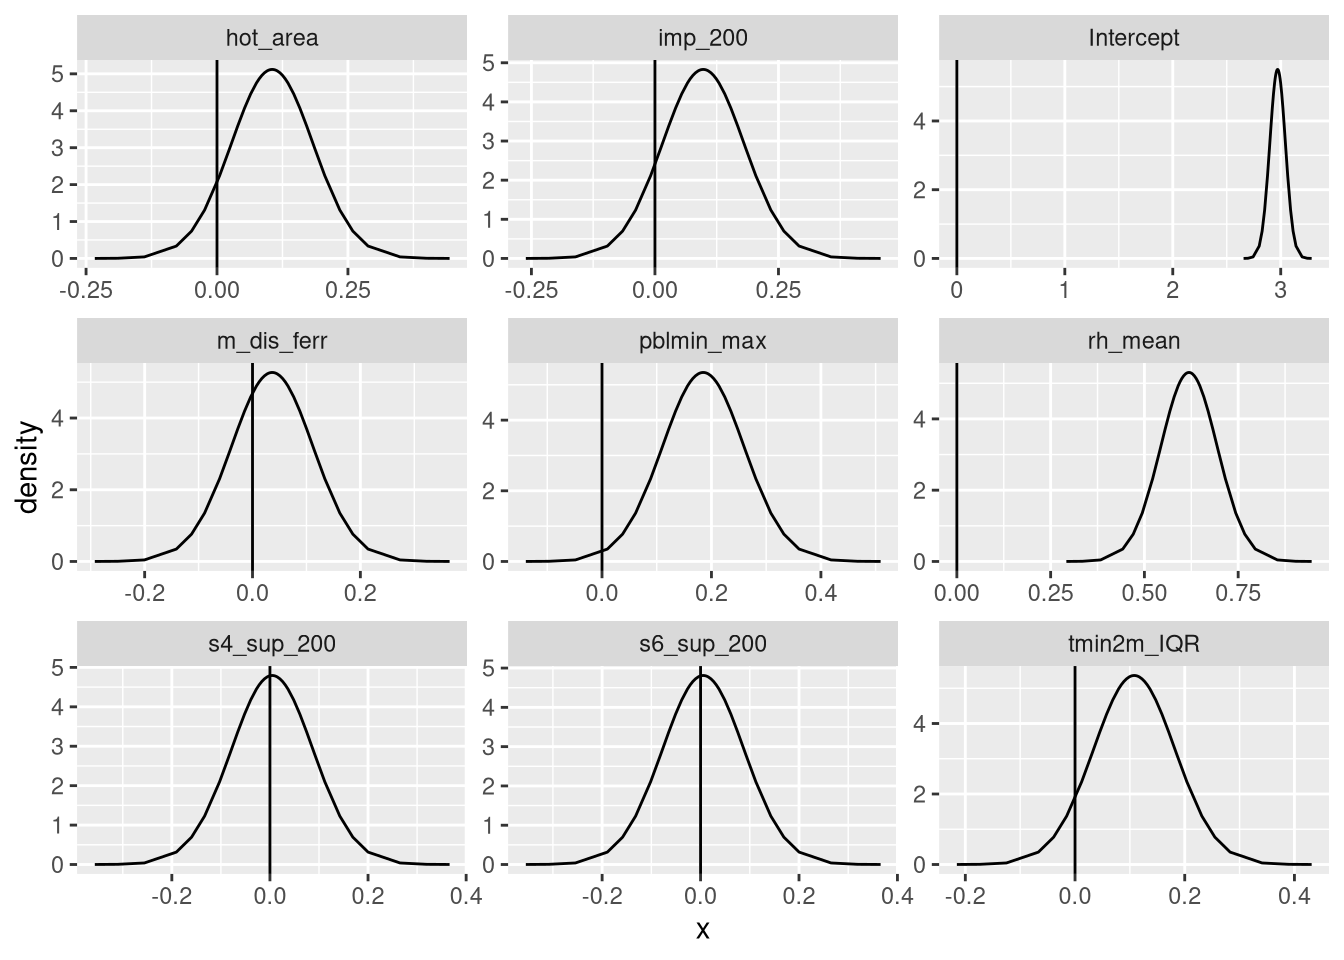 hot_area imp_200 Intercept
5 5
4 4 4
3 3
2 2 2
1 1
0 0 0
-0.25 0.00 0.25 -0.25 0.00 0.25 0 1 2 3
m_dis_ferr pblmin_max rh_mean
4 4 4
2 2 2
0 0 0
-0.2 0.0 0.2 0.0 0.2 0.4 0.00 0.25 0.50 0.75
density
s4_sup_200 s6_sup_200 tmin2m_IQR
5 5
4 4 4
3 3
2 2 2
1 1
0 0 0
-0.2 0.0 0.2 0.4 -0.2 0.0 0.2 0.4 -0.2 0.0 0.2 0.4
x